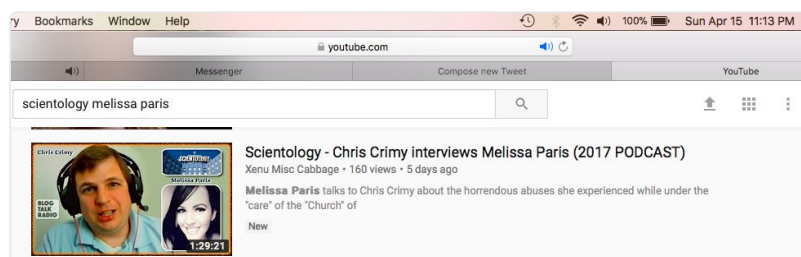 ry Bookmarks Window Help 100% Sun Apr 15 11:13 PM
youtube.com
Messenger Compose new Tweet YouTube
scientology melissa paris
Chris Crimy
SCIENTOLOGY
Melissa Paris
BLOG
TALK
RADIO
1:29:21
Scientology - Chris Crimy interviews Melissa Paris (2017 PODCAST)
Xenu Misc Cabbage • 160 views • 5 days ago
Melissa Paris talks to Chris Crimy about the horrendous abuses she experienced while under the
"care" of the "Church" of
New